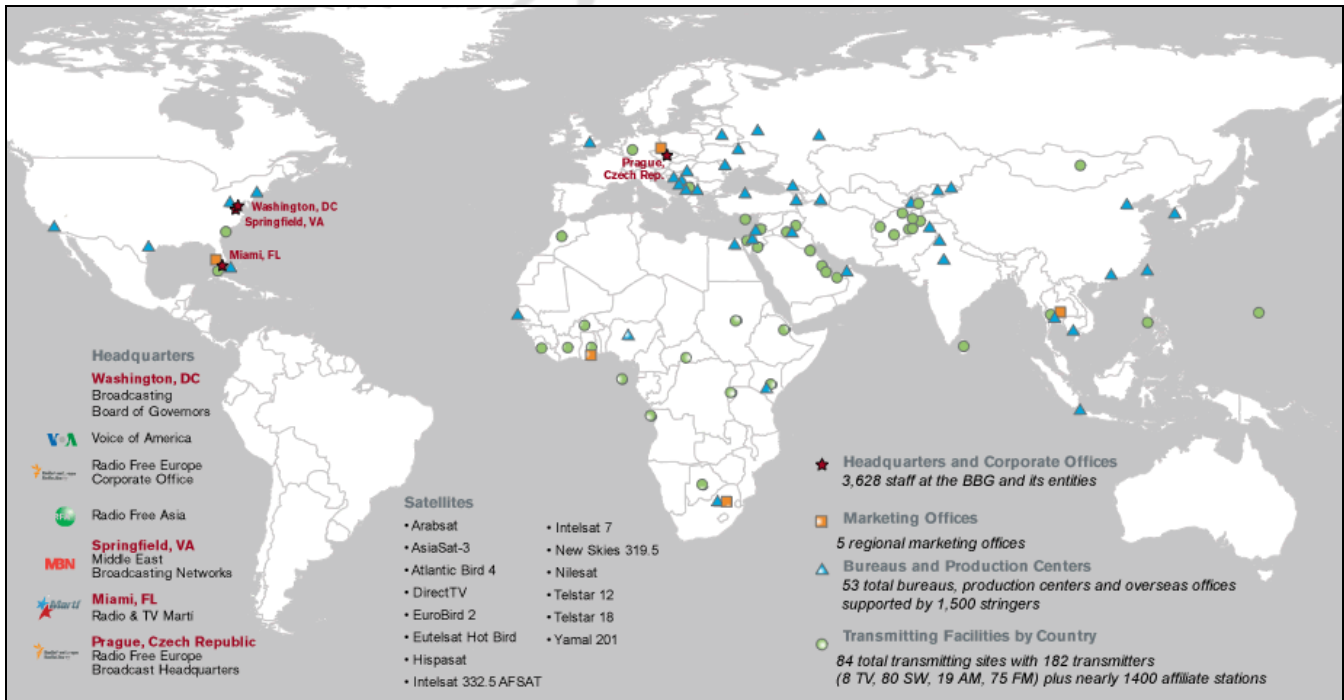 Prague,
Czech Rep.
Washington, DC
Springfield, VA
Miami, FL
Headquarters
Washington, DC
Broadcasting
Board of Governors
VOA
Voice of America
Radio Free Europe
Corporate Office
Radio Free Asia
Springfield, VA
MBN
Middle East
Broadcasting Networks
Martí
Miami, FL
Radio & TV Martí
Prague, Czech Republic
Radio Free Europe
Broadcast Headquarters
Satellites
• Arabsat
• AsiaSat-3
• Atlantic Bird 4
• DirectTV
• EuroBird 2
• Eutelsat Hot Bird
• Hispasat
• Intelsat 332.5 AFSAT
• Intelsat 7
• New Skies 319.5
• Nilesat
• Telstar 12
• Telstar 18
• Yamal 201
Headquarters and Corporate Offices
3,628 staff at the BBG and its entities
Marketing Offices
5 regional marketing offices
Bureaus and Production Centers
53 total bureaus, production centers and overseas offices
supported by 1,500 stringers
Transmitting Facilities by Country
84 total transmitting sites with 182 transmitters
(8 TV, 80 SW, 19 AM, 75 FM) plus nearly 1400 affiliate stations